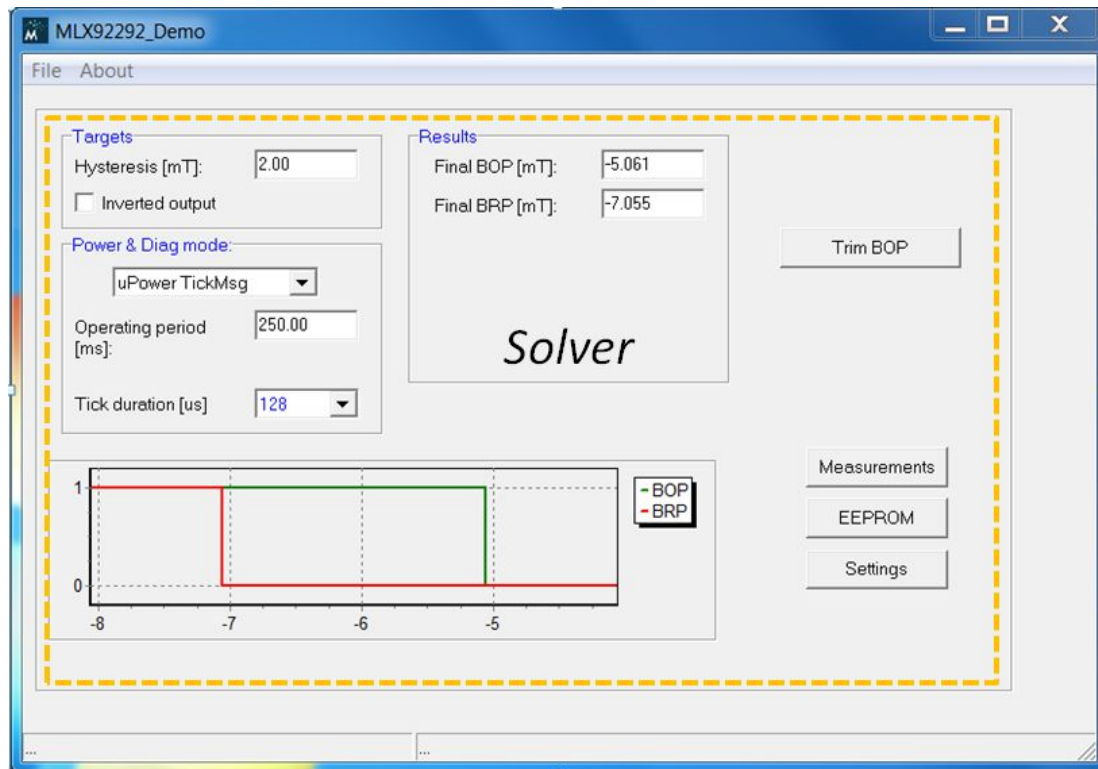 MLX92292_Demo
File About
Targets
Hysteresis [mT]: 2.00
Inverted output
Power & Diag mode:
uPower TickMsg
Operating period [ms]: 250.00
Tick duration [us] 128
Results
Final BOP [mT]: -5.061
Final BRP [mT]: -7.055
Solver
Trim BOP
Measurements
EEPROM
Settings
1
0
-8 -7 -6 -5
BOP
BRP
... ...